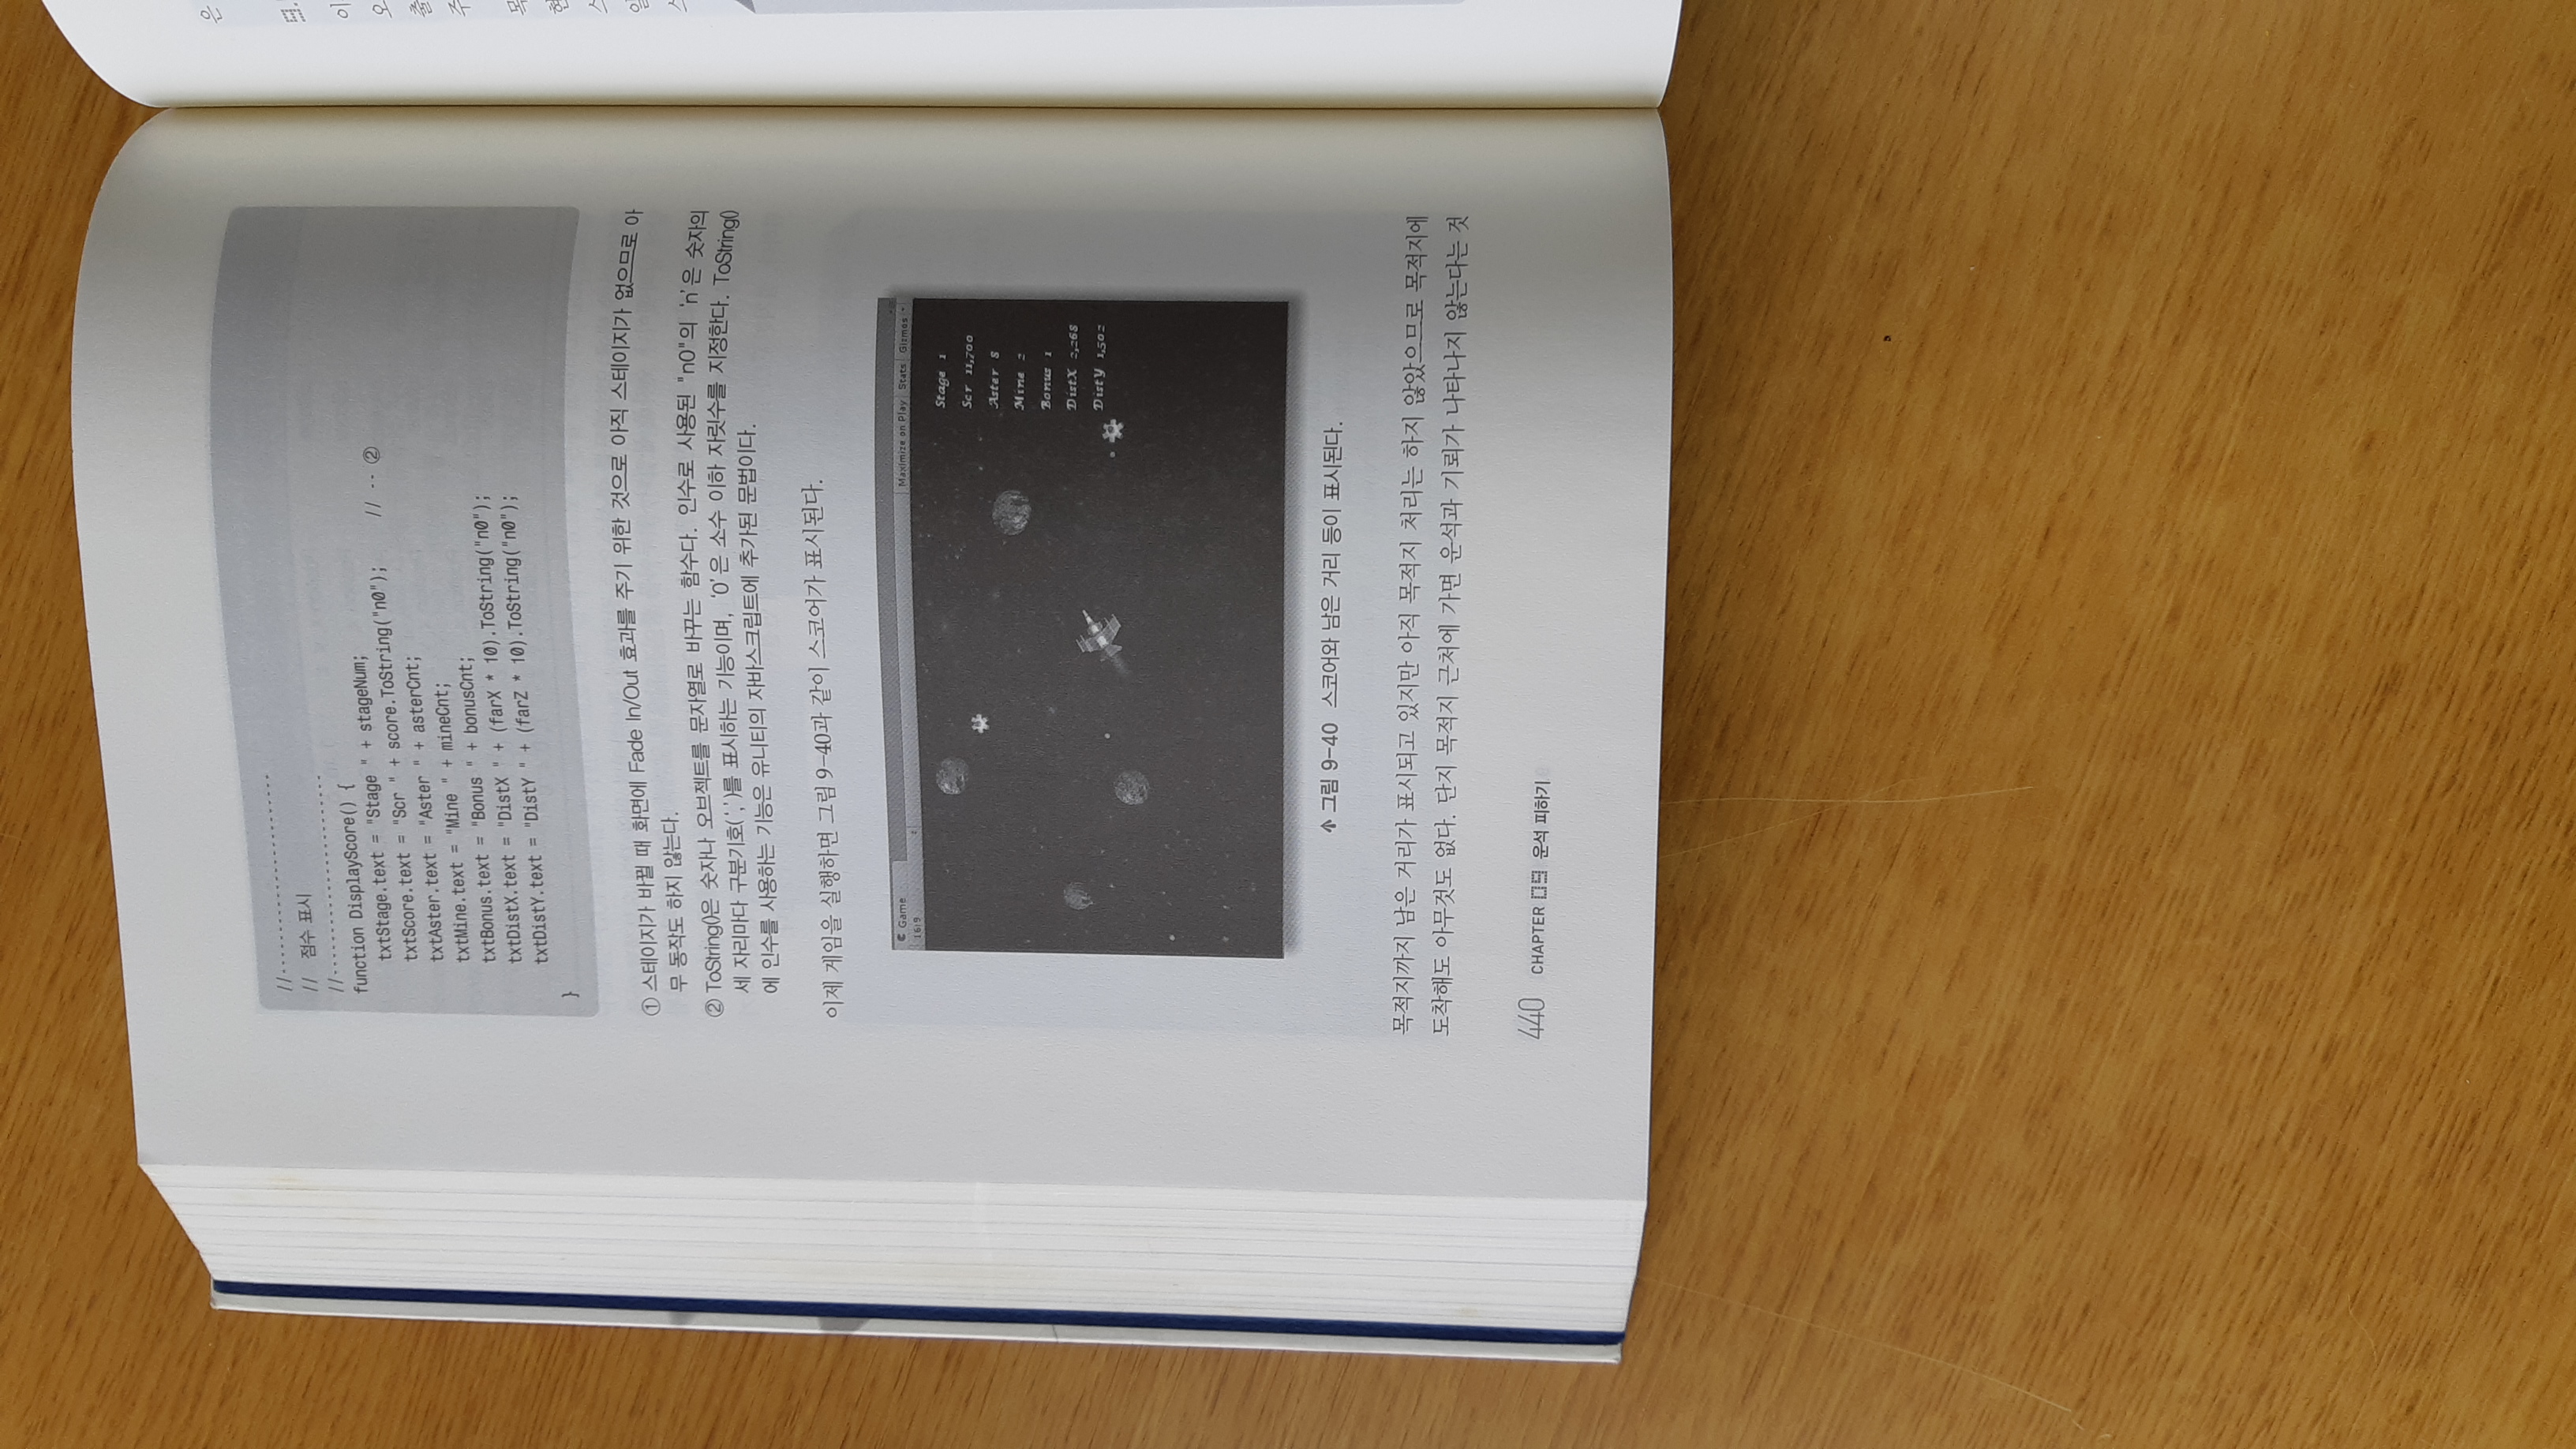 //------------------------
//  점수 표시
//------------------------
function DisplayScore() {
    txtStage.text = "Stage " + stageNum;
    txtScore.text = "Scr " + score.ToString("n0");      // -- ②
    txtAster.text = "Aster " + asterCnt;
    txtMine.text = "Mine " + mineCnt;
    txtBonus.text = "Bonus " + bonusCnt;
    txtDistX.text = "DistX " + (farX * 10).ToString("n0");
    txtDistY.text = "DistY " + (farZ * 10).ToString("n0");
}
① 스테이지가 바뀔 때 화면에 Fade In/Out 효과를 주기 위한 것으로 아직 스테이지가 없으므로 아
무 동작도 하지 않는다.
② ToString()은 숫자나 오브젝트를 문자열로 바꾸는 함수다. 인수로 사용된 "n0"의 ‘n’은 숫자의
세 자리마다 구분기호(‘,’)를 표시하는 기능이며, ‘0’은 소수 이하 자릿수를 지정한다. ToString()
에 인수를 사용하는 기능은 유니티의 자바스크립트에 추가된 문법이다.
이제 게임을 실행하면 그림 9-40과 같이 스코어가 표시된다.
Game
16:9 Maximize on Play Stats Gizmos
Stage 1
Scr 11,700
Aster 8
Mine 2
Bonus 1
DistX 2,268
DistY 1,502
그림 9-40 스코어와 남은 거리 등이 표시된다.
목적지까지 남은 거리가 표시되고 있지만 아직 목적지 처리는 하지 않았으므로 목적지에
도착해도 아무것도 없다. 단지 목적지 근처에 가면 운석과 기뢰가 나타나지 않는다는 것
440 CHAPTER 09 운석 피하기
은
이
오
출
주